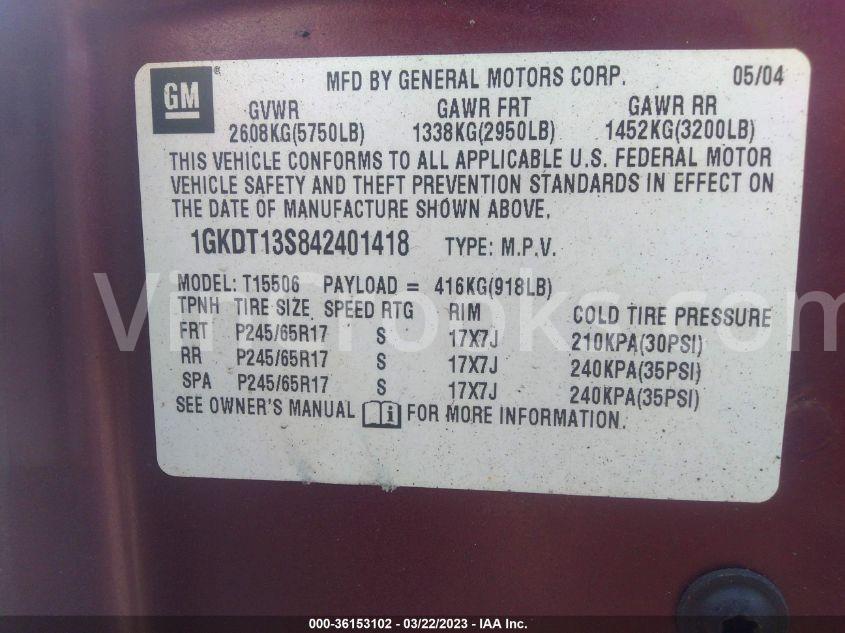 GM
MFD BY GENERAL MOTORS CORP. 05/04
GVWR GAWR FRT GAWR RR
2608KG(5750LB) 1338KG(2950LB) 1452KG(3200LB)
THIS VEHICLE CONFORMS TO ALL APPLICABLE U.S. FEDERAL MOTOR
VEHICLE SAFETY AND THEFT PREVENTION STANDARDS IN EFFECT ON
THE DATE OF MANUFACTURE SHOWN ABOVE.
1GKDT13S842401418 TYPE: M.P.V.
MODEL: T15506 PAYLOAD = 416KG(918LB)
TPNH TIRE SIZE SPEED RTG RIM COLD TIRE PRESSURE
FRT P245/65R17 S 17X7J 210KPA(30PSI)
RR P245/65R17 S 17X7J 240KPA(35PSI)
SPA P245/65R17 S 17X7J 240KPA(35PSI)
SEE OWNER'S MANUAL FOR MORE INFORMATION.
000-36153102 - 03/22/2023 - IAA Inc.